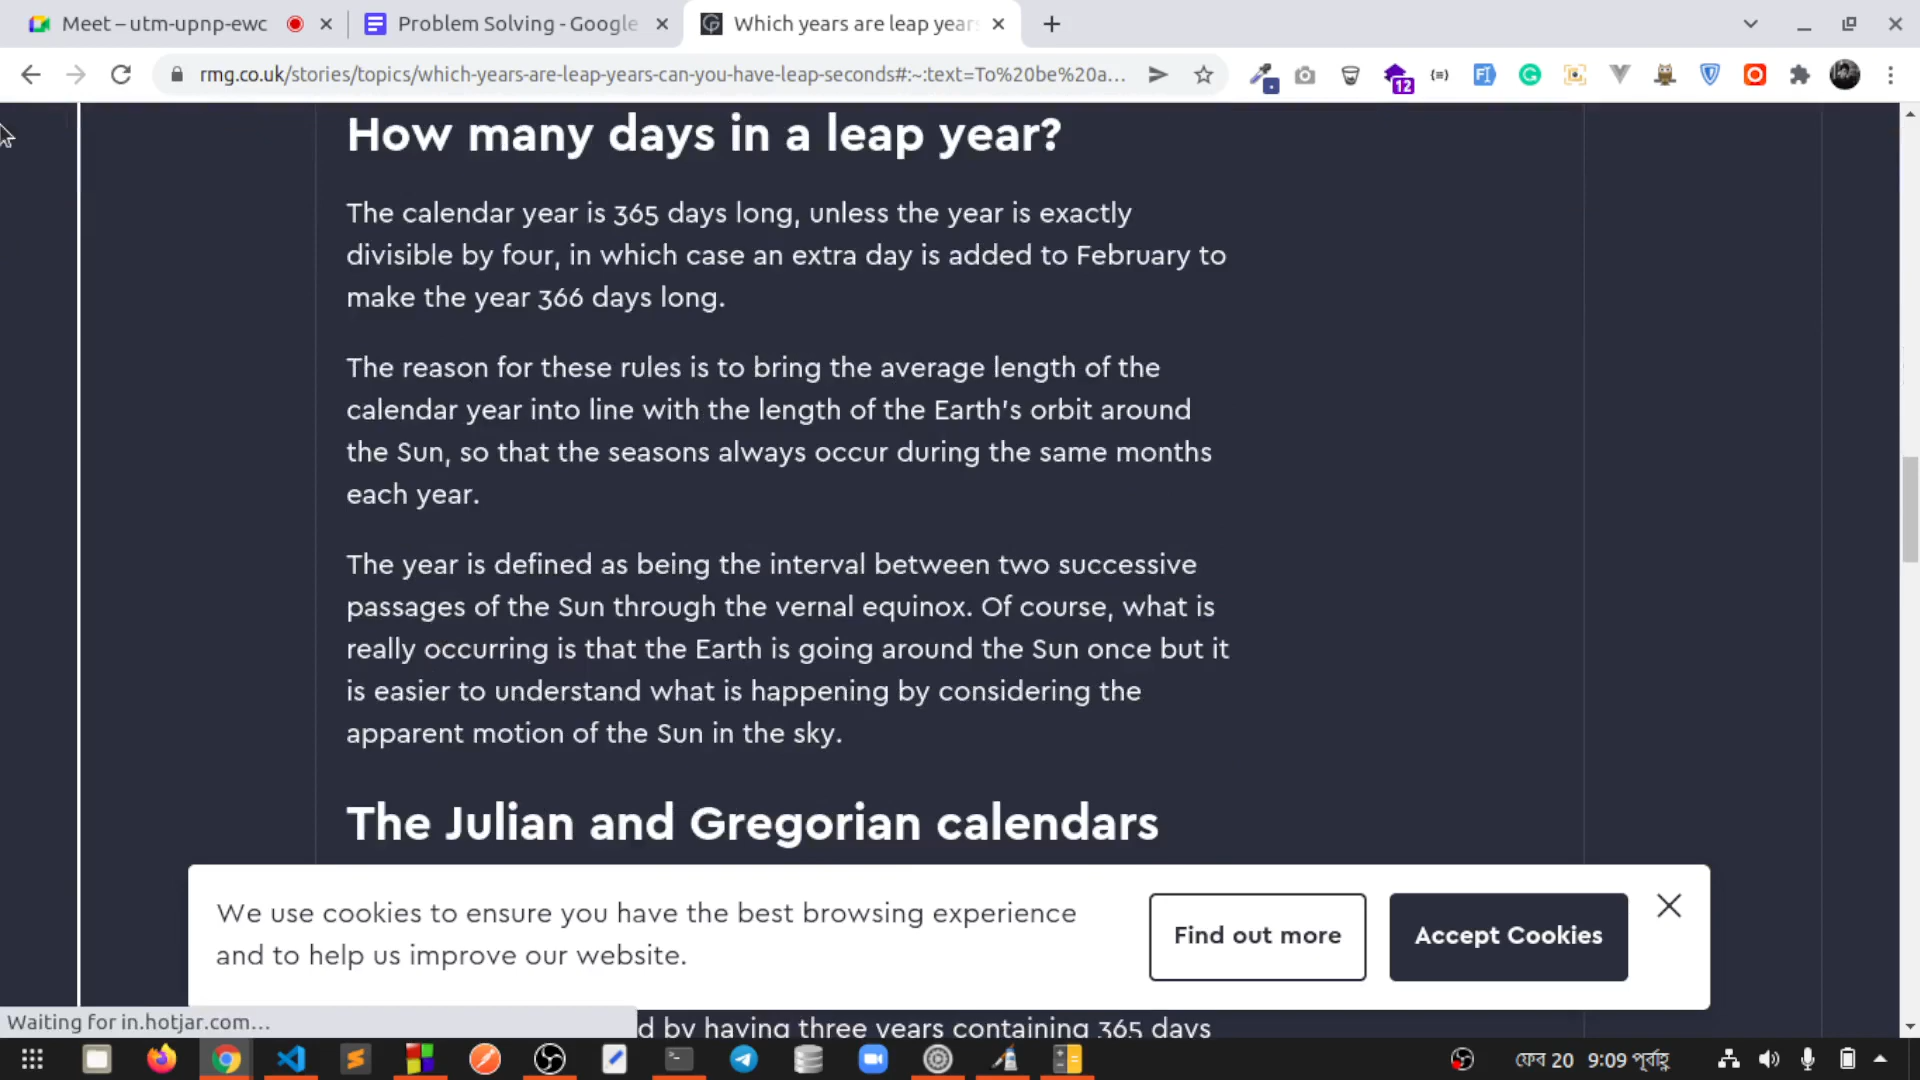 Meet – utm-upnp-ewc
Problem Solving - Google
Which years are leap year
rmg.co.uk/stories/topics/which-years-are-leap-years-can-you-have-leap-seconds#:~:text=To%20be%20a...
12
How many days in a leap year?
The calendar year is 365 days long, unless the year is exactly
divisible by four, in which case an extra day is added to February to
make the year 366 days long.
The reason for these rules is to bring the average length of the
calendar year into line with the length of the Earth's orbit around
the Sun, so that the seasons always occur during the same months
each year.
The year is defined as being the interval between two successive
passages of the Sun through the vernal equinox. Of course, what is
really occurring is that the Earth is going around the Sun once but it
is easier to understand what is happening by considering the
apparent motion of the Sun in the sky.
The Julian and Gregorian calendars
We use cookies to ensure you have the best browsing experience
and to help us improve our website.
Find out more
Accept Cookies
Waiting for in.hotjar.com...
d by having three years containing 365 days
ফেব 20 9:09 পূর্বাহ্ণ